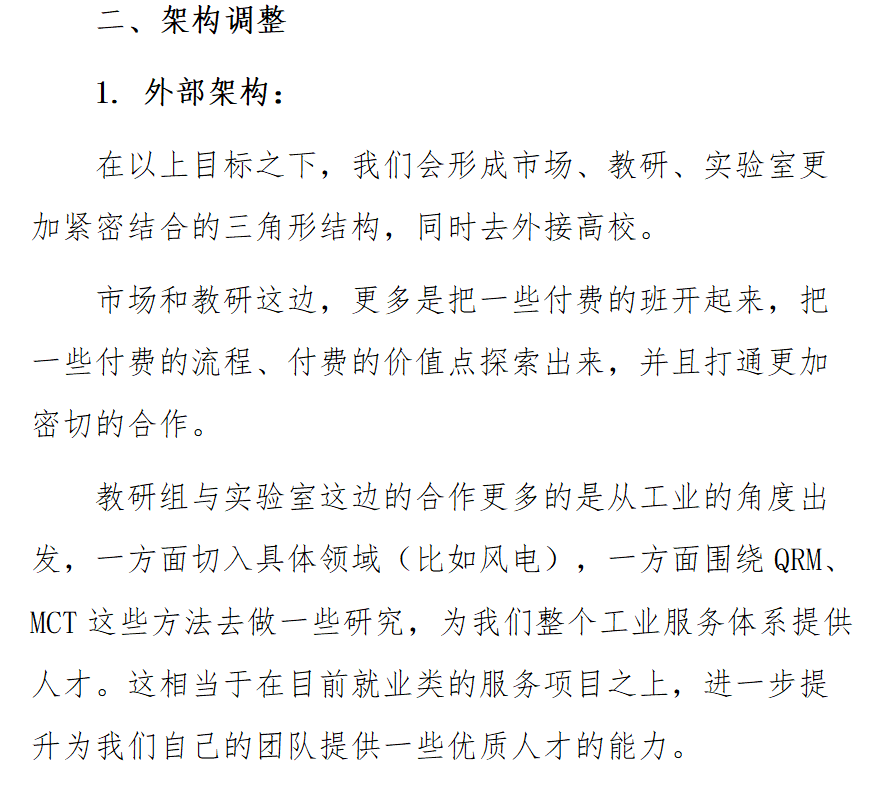 二、架构调整
1. 外部架构：
在以上目标之下，我们会形成市场、教研、实验室更
加紧密结合的三角形结构，同时去外接高校。
市场和教研这边，更多是把一些付费的班开起来，把
一些付费的流程、付费的价值点探索出来，并且打通更加
密切的合作。
教研组与实验室这边的合作更多的是从工业的角度出
发，一方面切入具体领域（比如风电），一方面围绕 QRM、
MCT 这些方法去做一些研究，为我们整个工业服务体系提供
人才。这相当于在目前就业类的服务项目之上，进一步提
升为我们自己的团队提供一些优质人才的能力。